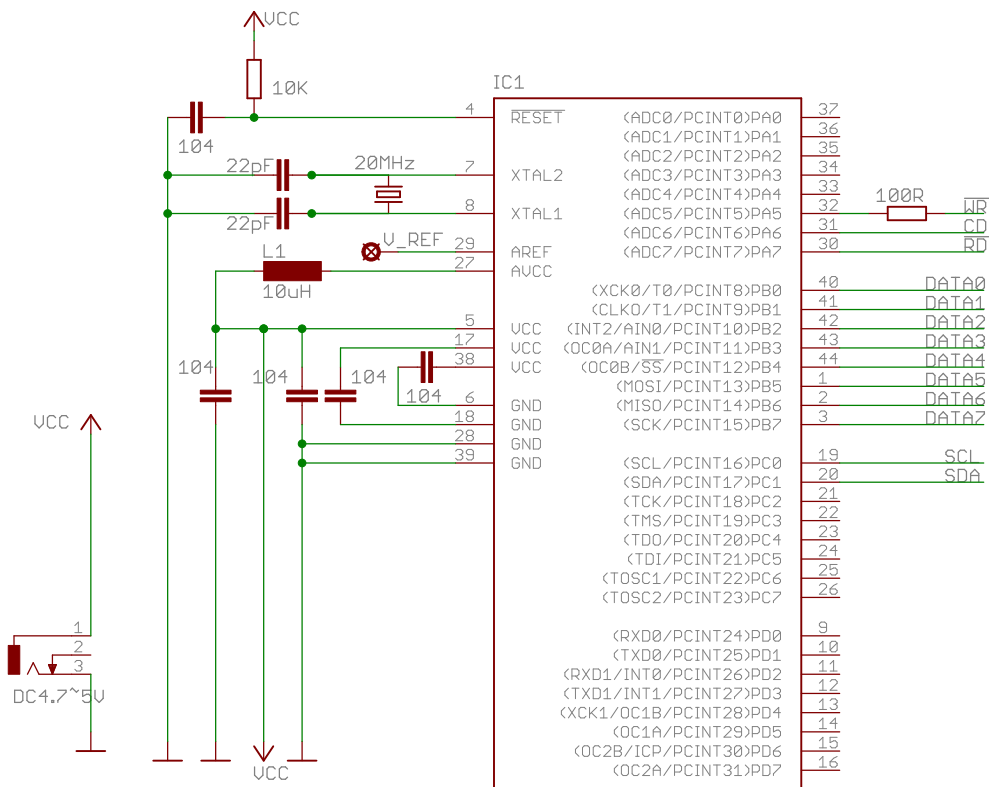 VCC
10K
104
22pF
20MHz
22pF
V_REF
L1
10uH
104
104
104
104
VCC
1
2
3
DC4.7~5V
VCC
IC1
4 RESET
7 XTAL2
8 XTAL1
29 AREF
27 AVCC
5 VCC
17 VCC
38 VCC
6 GND
18 GND
28 GND
39 GND
(ADC0/PCINT0)PA0 37
(ADC1/PCINT1)PA1 36
(ADC2/PCINT2)PA2 35
(ADC3/PCINT3)PA3 34
(ADC4/PCINT4)PA4 33
(ADC5/PCINT5)PA5 32 100R WR
(ADC6/PCINT6)PA6 31 CD
(ADC7/PCINT7)PA7 30 RD
(XCK0/T0/PCINT8)PB0 40 DATA0
(CLKO/T1/PCINT9)PB1 41 DATA1
(INT2/AIN0/PCINT10)PB2 42 DATA2
(OC0A/AIN1/PCINT11)PB3 43 DATA3
(OC0B/SS/PCINT12)PB4 44 DATA4
(MOSI/PCINT13)PB5 1 DATA5
(MISO/PCINT14)PB6 2 DATA6
(SCK/PCINT15)PB7 3 DATA7
(SCL/PCINT16)PC0 19 SCL
(SDA/PCINT17)PC1 20 SDA
(TCK/PCINT18)PC2 21
(TMS/PCINT19)PC3 22
(TDO/PCINT20)PC4 23
(TDI/PCINT21)PC5 24
(TOSC1/PCINT22)PC6 25
(TOSC2/PCINT23)PC7 26
(RXD0/PCINT24)PD0 9
(TXD0/PCINT25)PD1 10
(RXD1/INT0/PCINT26)PD2 11
(TXD1/INT1/PCINT27)PD3 12
(XCK1/OC1B/PCINT28)PD4 13
(OC1A/PCINT29)PD5 14
(OC2B/ICP/PCINT30)PD6 15
(OC2A/PCINT31)PD7 16